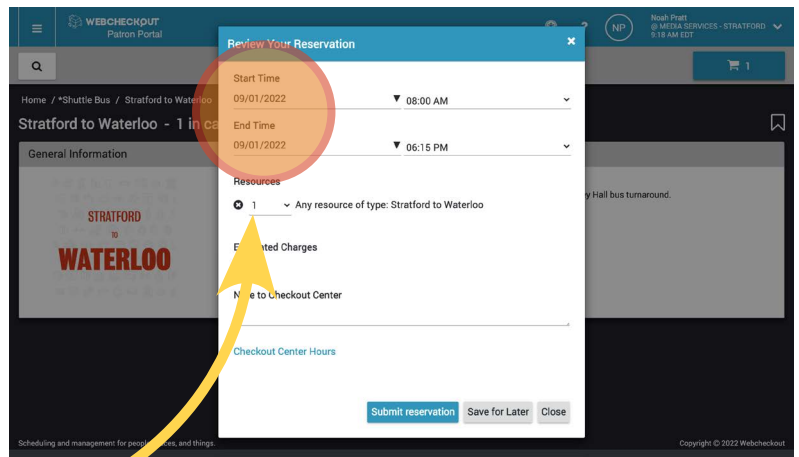 WEBCHECKOUT
Patron Portal
?
NP
Noah Pratt
@ MEDIA SERVICES - STRATFORD
9:18 AM EDT
Review Your Reservation
×
1
Start Time
09/01/2022 08:00 AM
Home / *Shuttle Bus / Stratford to Waterloo
Stratford to Waterloo - 1 in ca
End Time
09/01/2022 06:15 PM
General Information
Resources
1 Any resource of type: Stratford to Waterloo
y Hall bus turnaround.
STRATFORD
TO
WATERLOO
Charges
to Checkout Center
Checkout Center Hours
Submit reservation Save for Later Close
Scheduling and management for and things.
Copyright © 2022 Webcheckout